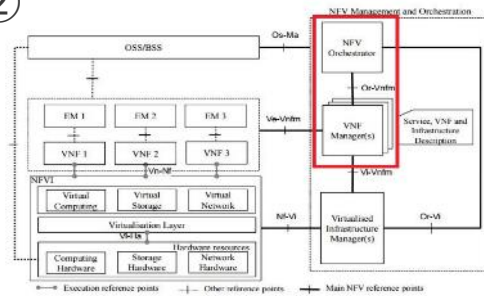 2
NFV Management and Orchestration
Os-Ma
OSS/BSS
NFV
Orchestrator
Or-Vnfm
EM 1
EM 2
EM 3
Ve-Vnfm
VNF
Manager(s)
Service, VNF and
Infrastructure
Description
VNF 1
VNF 2
VNF 3
Vn-Nf
Vi-Vnfm
NFVI
Virtual
Computing
Virtual
Storage
Virtual
Network
Virtualisation Layer
Nf-Vi
Virtualised
Infrastructure
Manager(s)
Or-Vi
Vl-Ha
Hardware resources
Computing
Hardware
Storage
Hardware
Network
Hardware
Execution reference points
Other reference points
Main NFV reference points